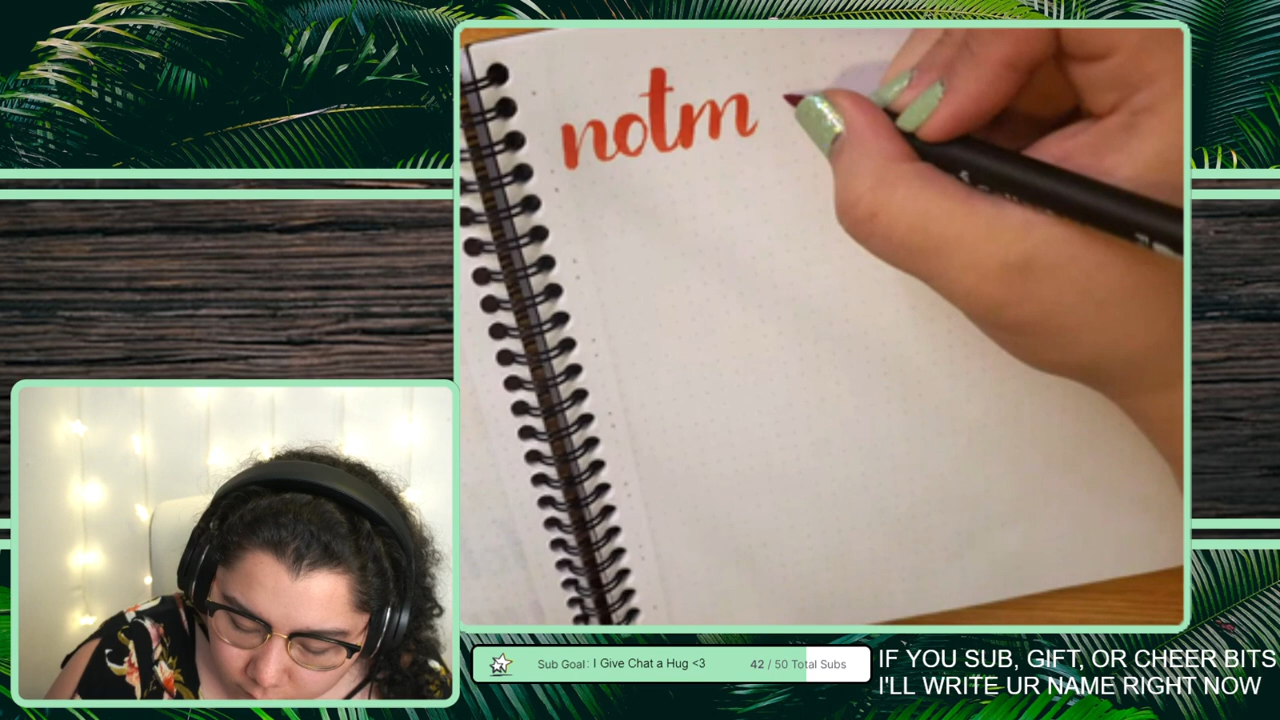 notm
Sub Goal: I Give Chat a Hug <3 42 / 50 Total Subs
IF YOU SUB, GIFT, OR CHEER BITS
I'LL WRITE UR NAME RIGHT NOW